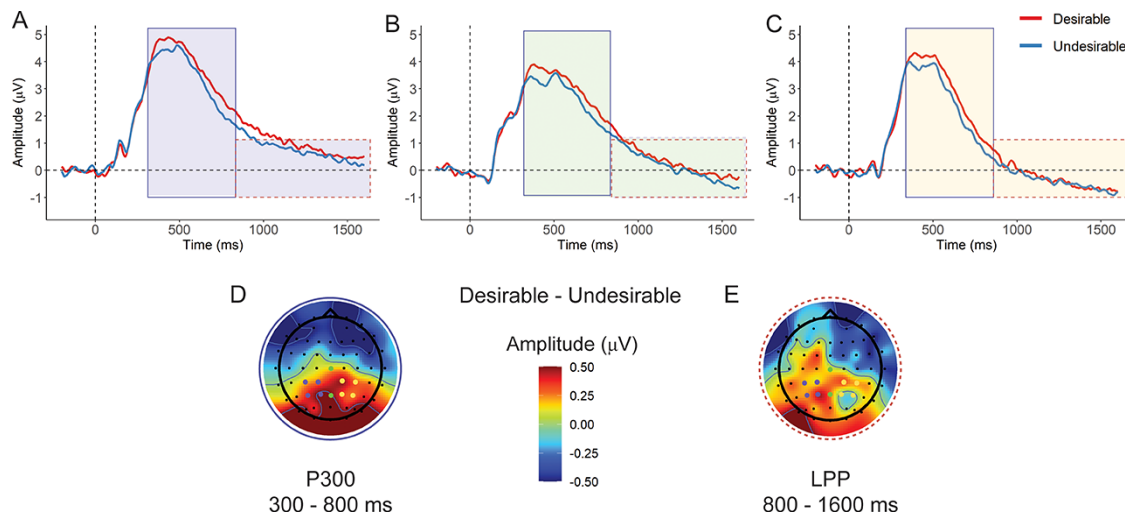 A
Amplitude (μV)
5
4
3
2
1
0
-1
0
500
1000
1500
Time (ms)
B
Amplitude (μV)
5
4
3
2
1
0
-1
0
500
1000
1500
Time (ms)
C
Amplitude (μV)
5
4
3
2
1
0
-1
0
500
1000
1500
Time (ms)
Desirable
Undesirable
D
Desirable - Undesirable
E
Amplitude (μV)
0.50
0.25
0.00
-0.25
-0.50
P300
300 - 800 ms
LPP
800 - 1600 ms